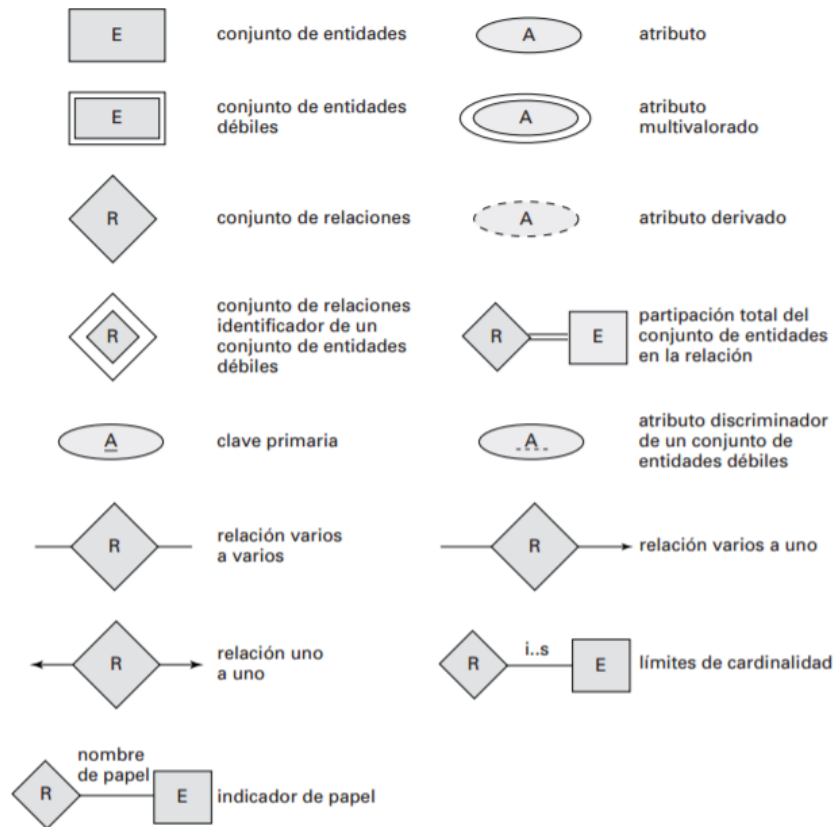 E
conjunto de entidades
A
atributo
E
conjunto de entidades
débiles
A
atributo
multivalorado
R
conjunto de relaciones
A
atributo derivado
R
conjunto de relaciones
identificador de un
conjunto de entidades
débiles
R
E
partipación total del
conjunto de entidades
en la relación
A
clave primaria
A
atributo discriminador
de un conjunto de
entidades débiles
R
relación varios
a varios
R
relación varios a uno
R
relación uno
a uno
R
i..s
E
límites de cardinalidad
nombre
de papel
R
E
indicador de papel